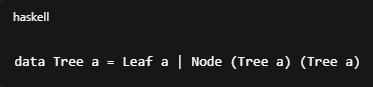 haskell
data Tree a = Leaf a | Node (Tree a) (Tree a)